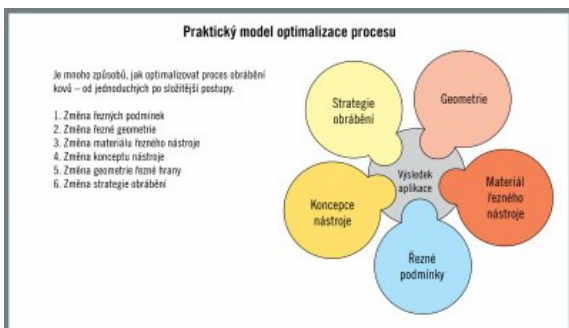 Praktický model optimalizace procesu
Je mnoho způsobů, jak optimalizovat proces obrábění
kovů – od jednoduchých po složitější postupy.
1. Změna řezných podmínek
2. Změna řezné geometrie
3. Změna materiálu řezného nástroje
4. Změna konceptu nástroje
5. Změna geometrie řezné hrany
6. Změna strategie obrábění
Strategie
obrábění
Geometrie
Výsledek
aplikace
Materiál
řezného
nástroje
Koncepce
nástroje
Řezné
podmínky